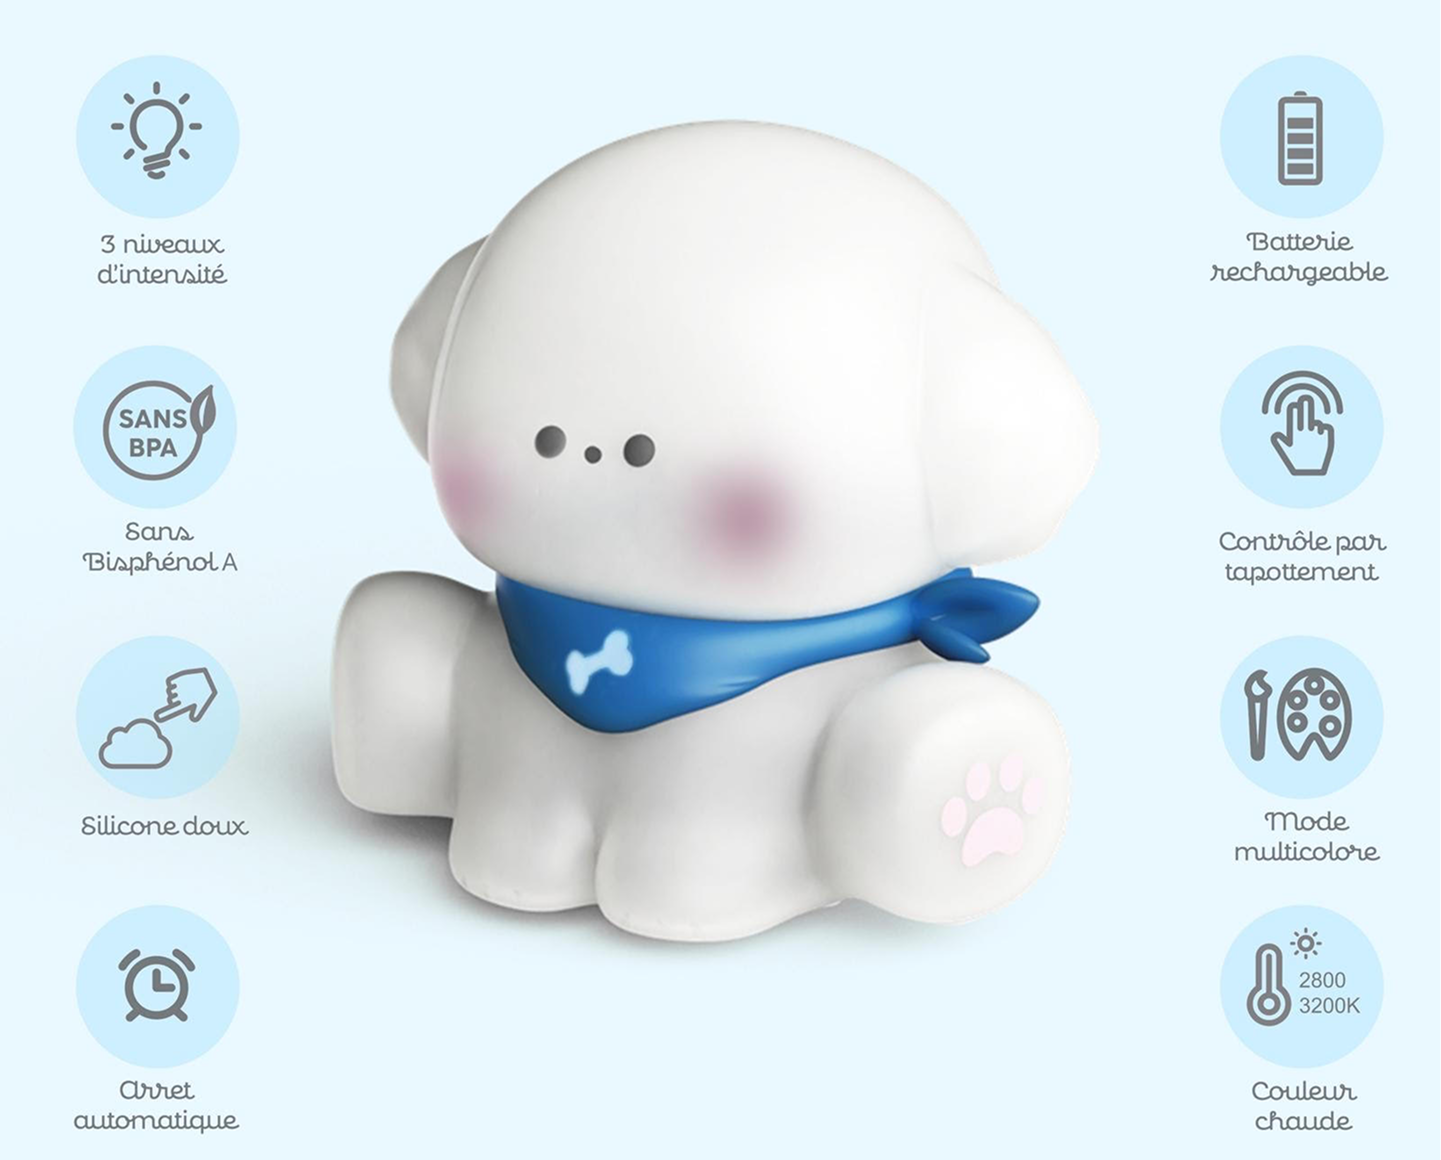 3 niveaux
d'intensité
SANS
BPA
Sans
Bisphénol A
Silicone doux
Arret
automatique
Batterie
rechargeable
Contrôle par
tapottement
Mode
multicolore
2800
3200K
Couleur
chaude